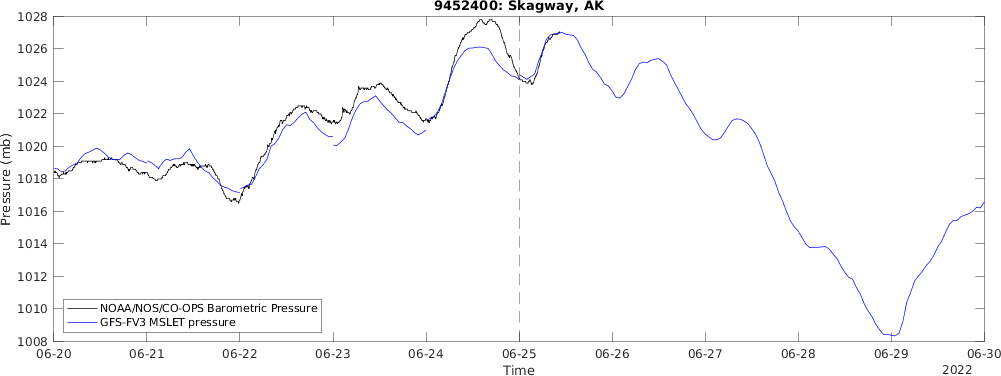 9452400: Skagway, AK
Pressure (mb)
1028
1026
1024
1022
1020
1018
1016
1014
1012
1010
1008
NOAA/NOS/CO-OPS Barometric Pressure
GFS-FV3 MSLET pressure
06-20 06-21 06-22 06-23 06-24 06-25 06-26 06-27 06-28 06-29 06-30
Time
2022